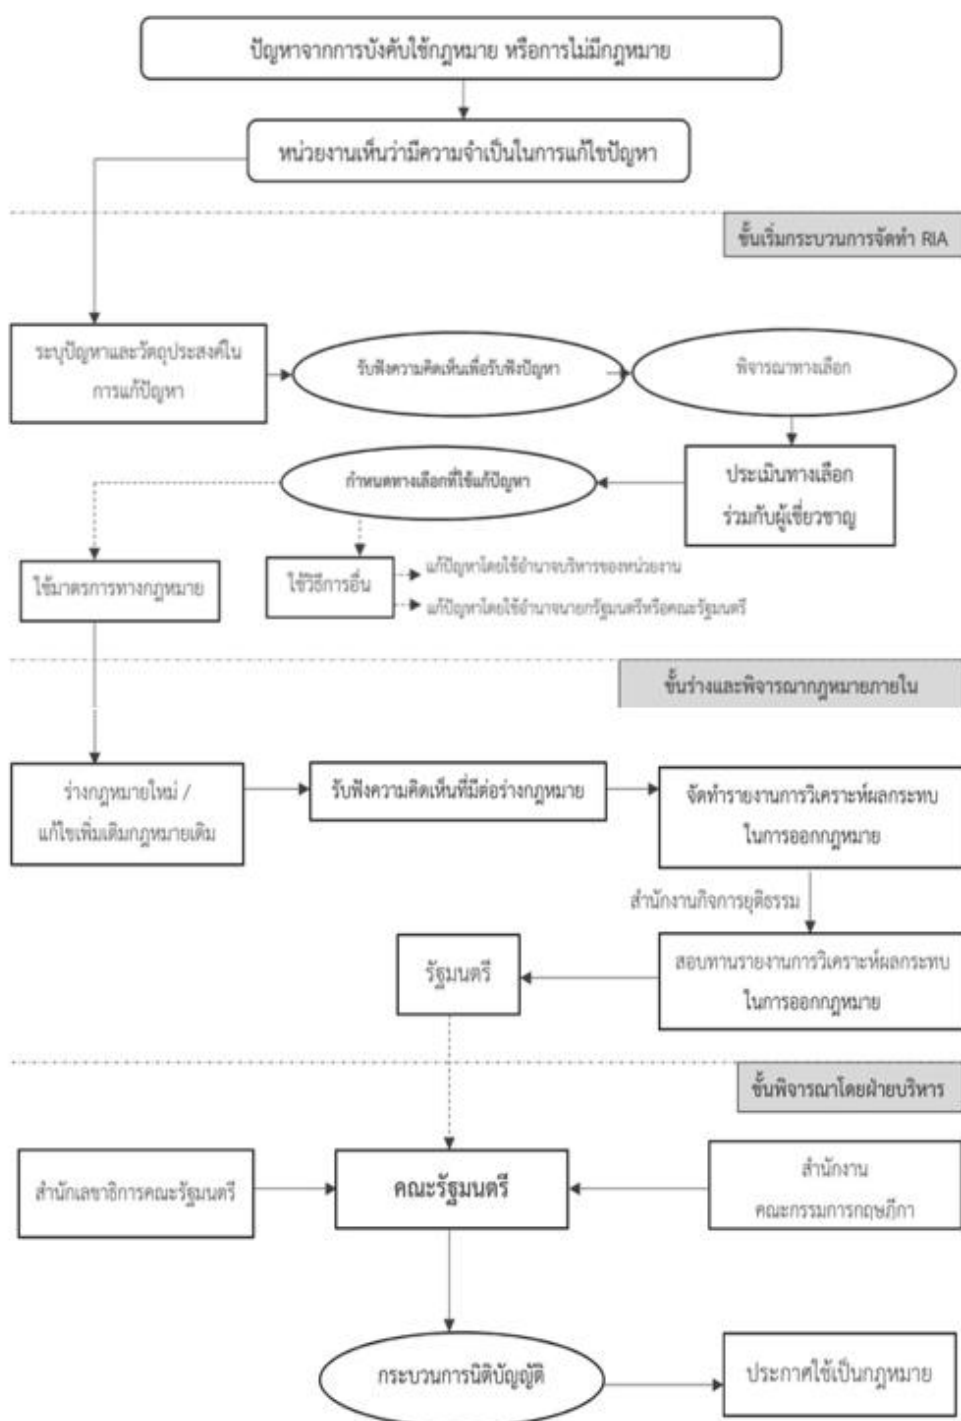 ปัญหาจากการบังคับใช้กฎหมาย หรือการไม่มีกฎหมาย
หน่วยงานเห็นว่ามีความจำเป็นในการแก้ไขปัญหา
ขั้นเริ่มกระบวนการจัดทำ RIA
ระบุปัญหาและวัตถุประสงค์ใน
การแก้ปัญหา
รับฟังความคิดเห็นเพื่อรับฟังปัญหา
พิจารณาทางเลือก
ประเมินทางเลือก
ร่วมกับผู้เชี่ยวชาญ
กำหนดทางเลือกที่ใช้แก้ปัญหา
ใช้มาตรการทางกฎหมาย
ใช้วิธีการอื่น
แก้ปัญหาโดยใช้อำนาจบริหารของหน่วยงาน
แก้ปัญหาโดยใช้อำนาจนายกรัฐมนตรีหรือคณะรัฐมนตรี
ขั้นร่างและพิจารณากฎหมายภายใน
ร่างกฎหมายใหม่ /
แก้ไขเพิ่มเติมกฎหมายเดิม
รับฟังความคิดเห็นที่มีต่อร่างกฎหมาย
จัดทำรายงานการวิเคราะห์ผลกระทบ
ในการออกกฎหมาย
สำนักงานกิจการยุติธรรม
สอบทานรายงานการวิเคราะห์ผลกระทบ
ในการออกกฎหมาย
รัฐมนตรี
ขั้นพิจารณาโดยฝ่ายบริหาร
สำนักเลขาธิการคณะรัฐมนตรี
คณะรัฐมนตรี
สำนักงาน
คณะกรรมการกฤษฎีกา
กระบวนการนิติบัญญัติ
ประกาศใช้เป็นกฎหมาย